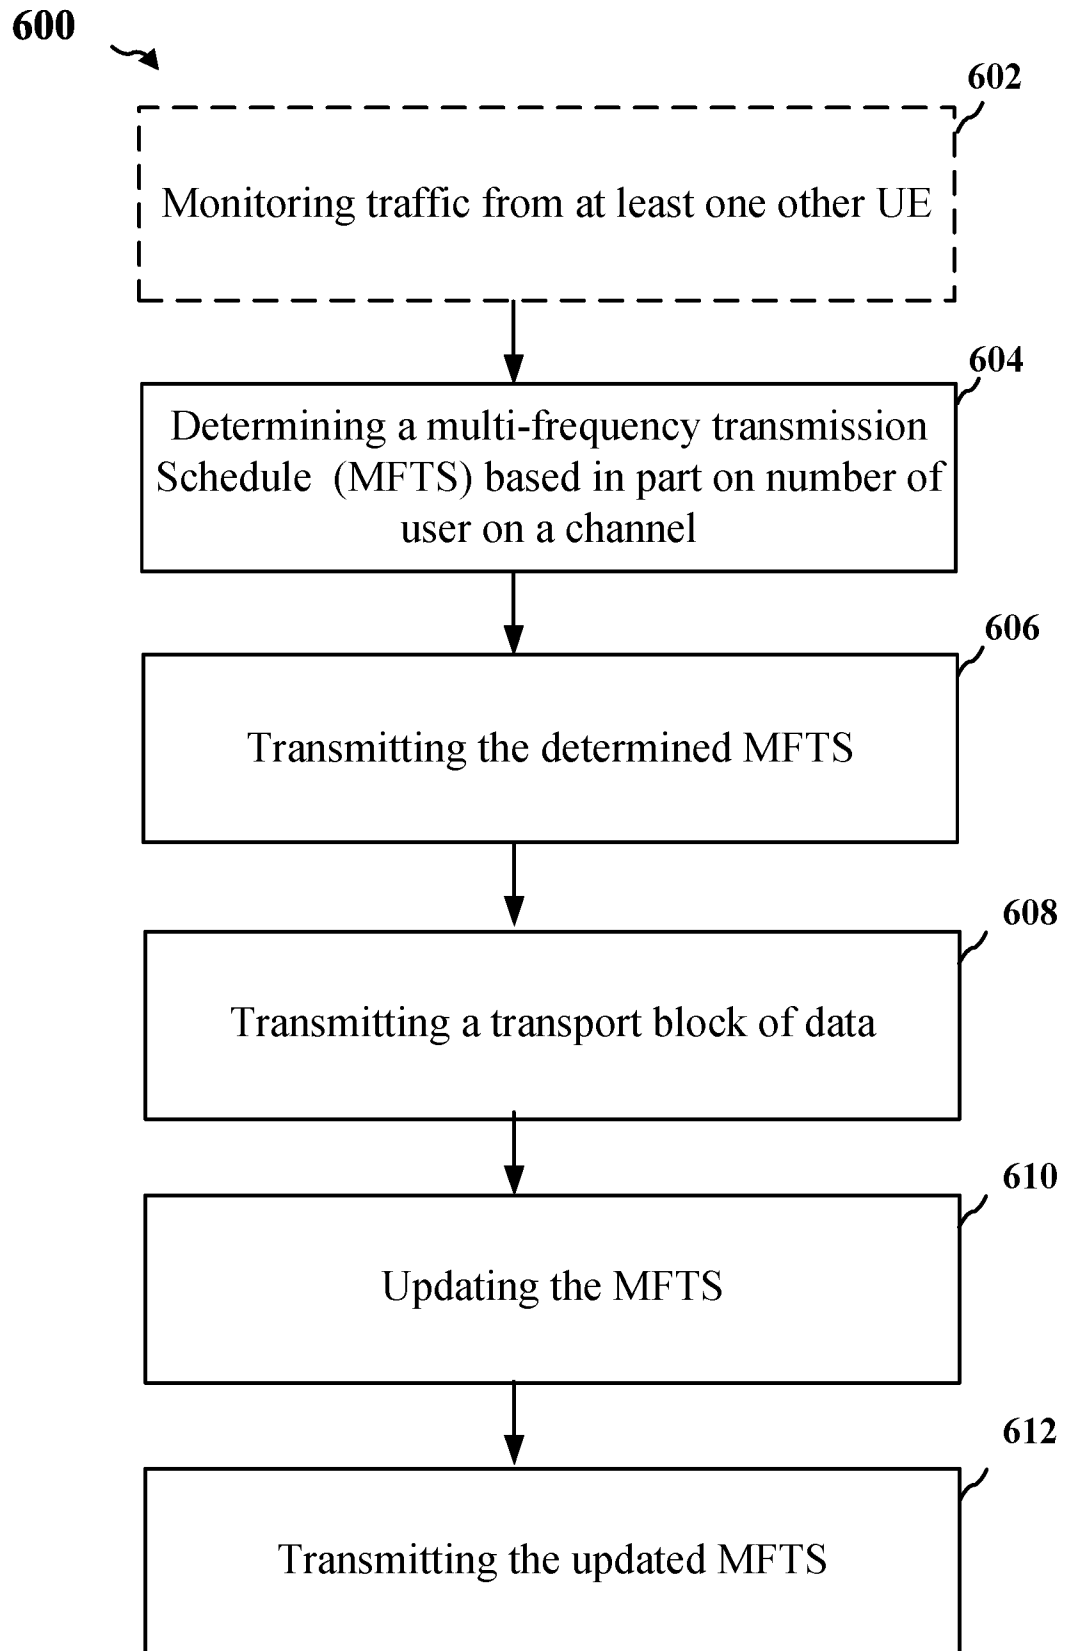 600
602
Monitoring traffic from at least one other UE
604
Determining a multi-frequency transmission
Schedule (MFTS) based in part on number of
user on a channel
606
Transmitting the determined MFTS
608
Transmitting a transport block of data
610
Updating the MFTS
612
Transmitting the updated MFTS